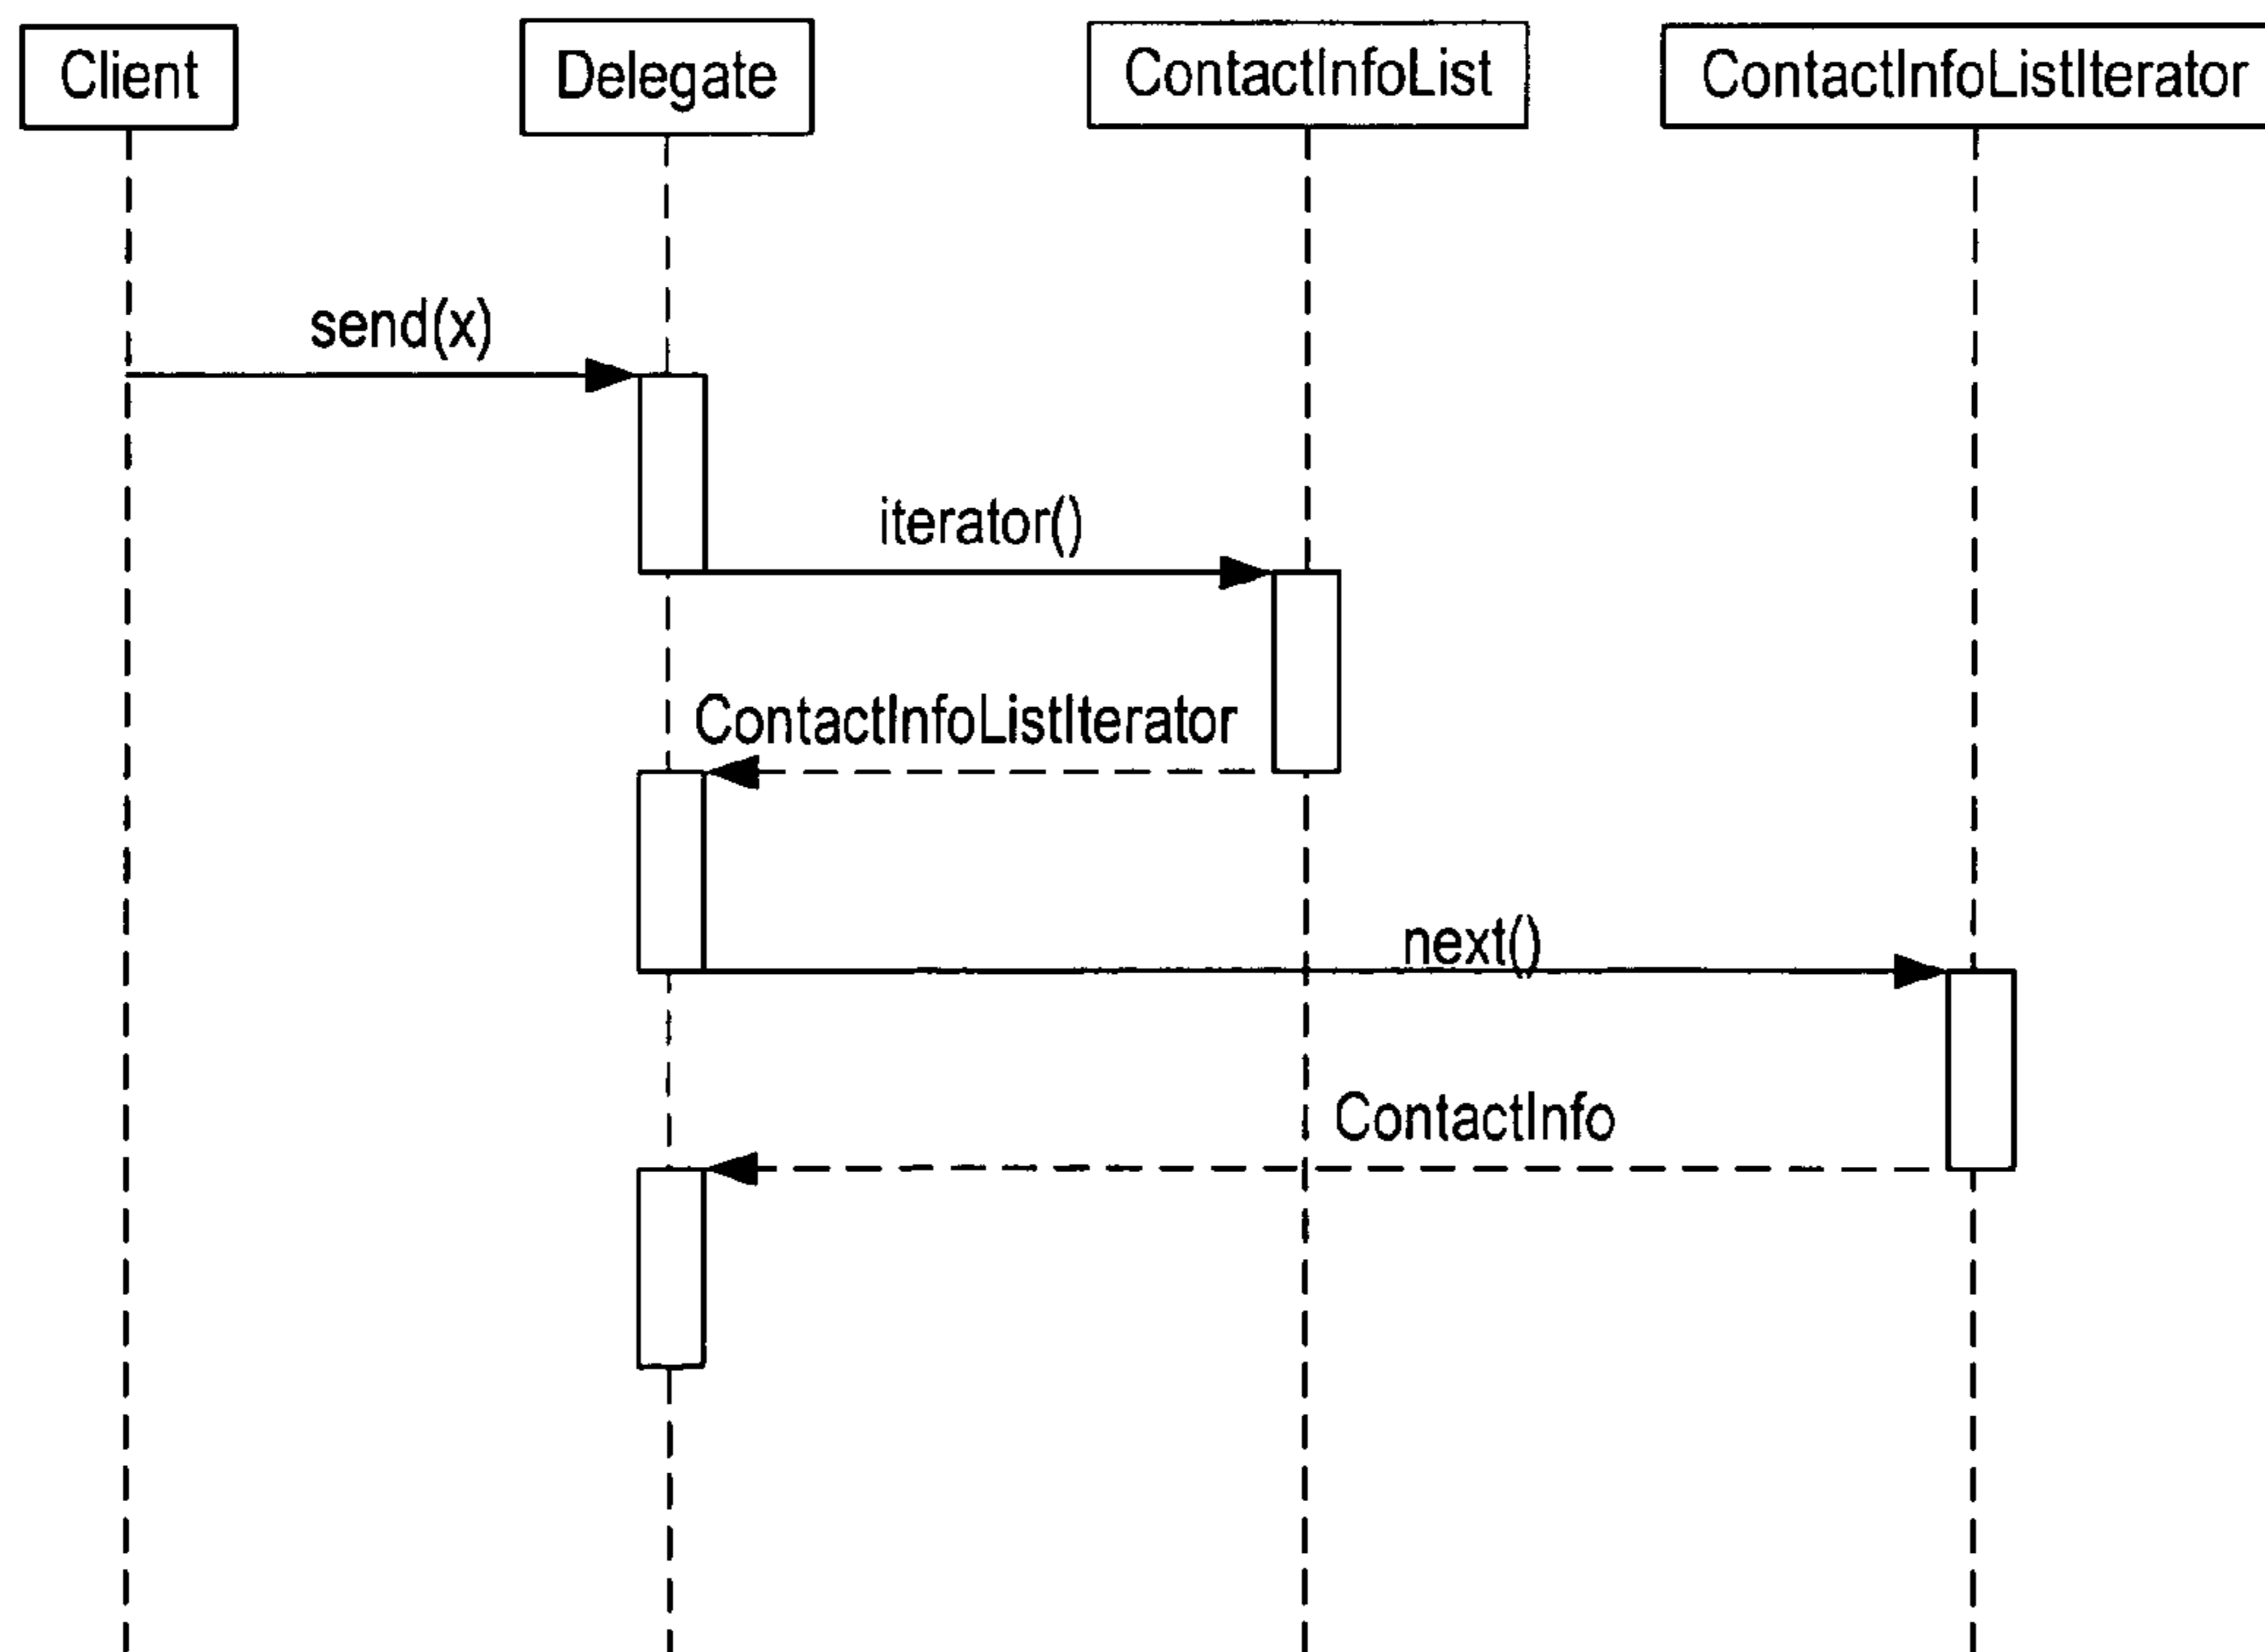 Client
Delegate
ContactInfoList
ContactInfoListIterator
send(x)
iterator()
ContactInfoListIterator
next()
ContactInfo